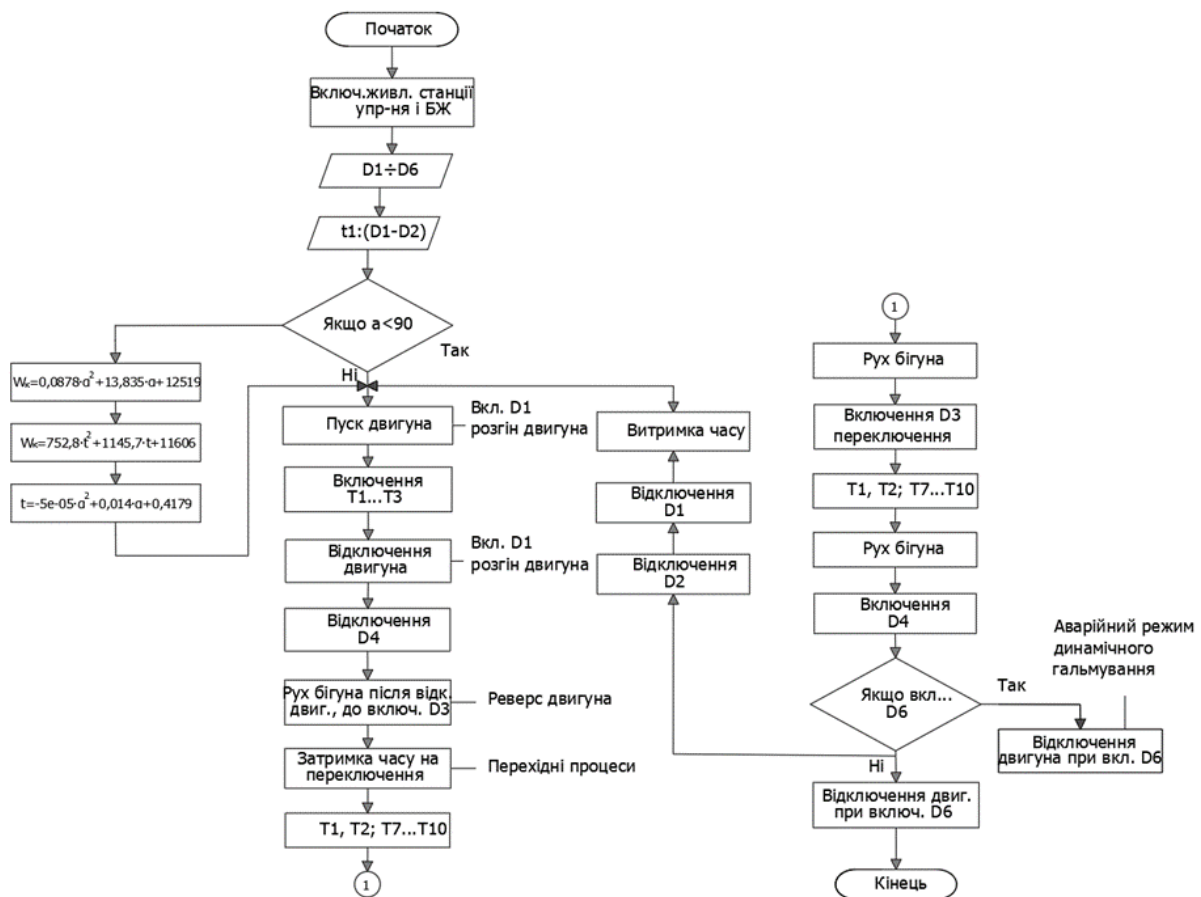 Початок
Включ.живл. станції
упр-ня і БЖ
D1÷D6
t1:(D1-D2)
Якщо a<90
Так
Ні
Wₖ=0,0878·a²+13,835·a+12519
Wₖ=752,8·t²+1145,7·t+11606
t=-5e-05·a²+0,014·a+0,4179
Пуск двигуна
Вкл. D1
розгін двигуна
Включення
T1...T3
Відключення
двигуна
Вкл. D1
розгін двигуна
Відключення
D4
Рух бігуна після відк.
двиг., до включ. D3
Реверс двигуна
Затримка часу на
переключення
Перехідні процеси
T1, T2; T7...T10
1
Витримка часу
Відключення
D1
Відключення
D2
1
Рух бігуна
Включення D3
переключення
T1, T2; T7...T10
Рух бігуна
Включення
D4
Якщо вкл...
D6
Так
Аварійний режим
динамічного
гальмування
Відключення
двигуна при вкл. D6
Ні
Відключення двиг.
при включ. D6
Кінець